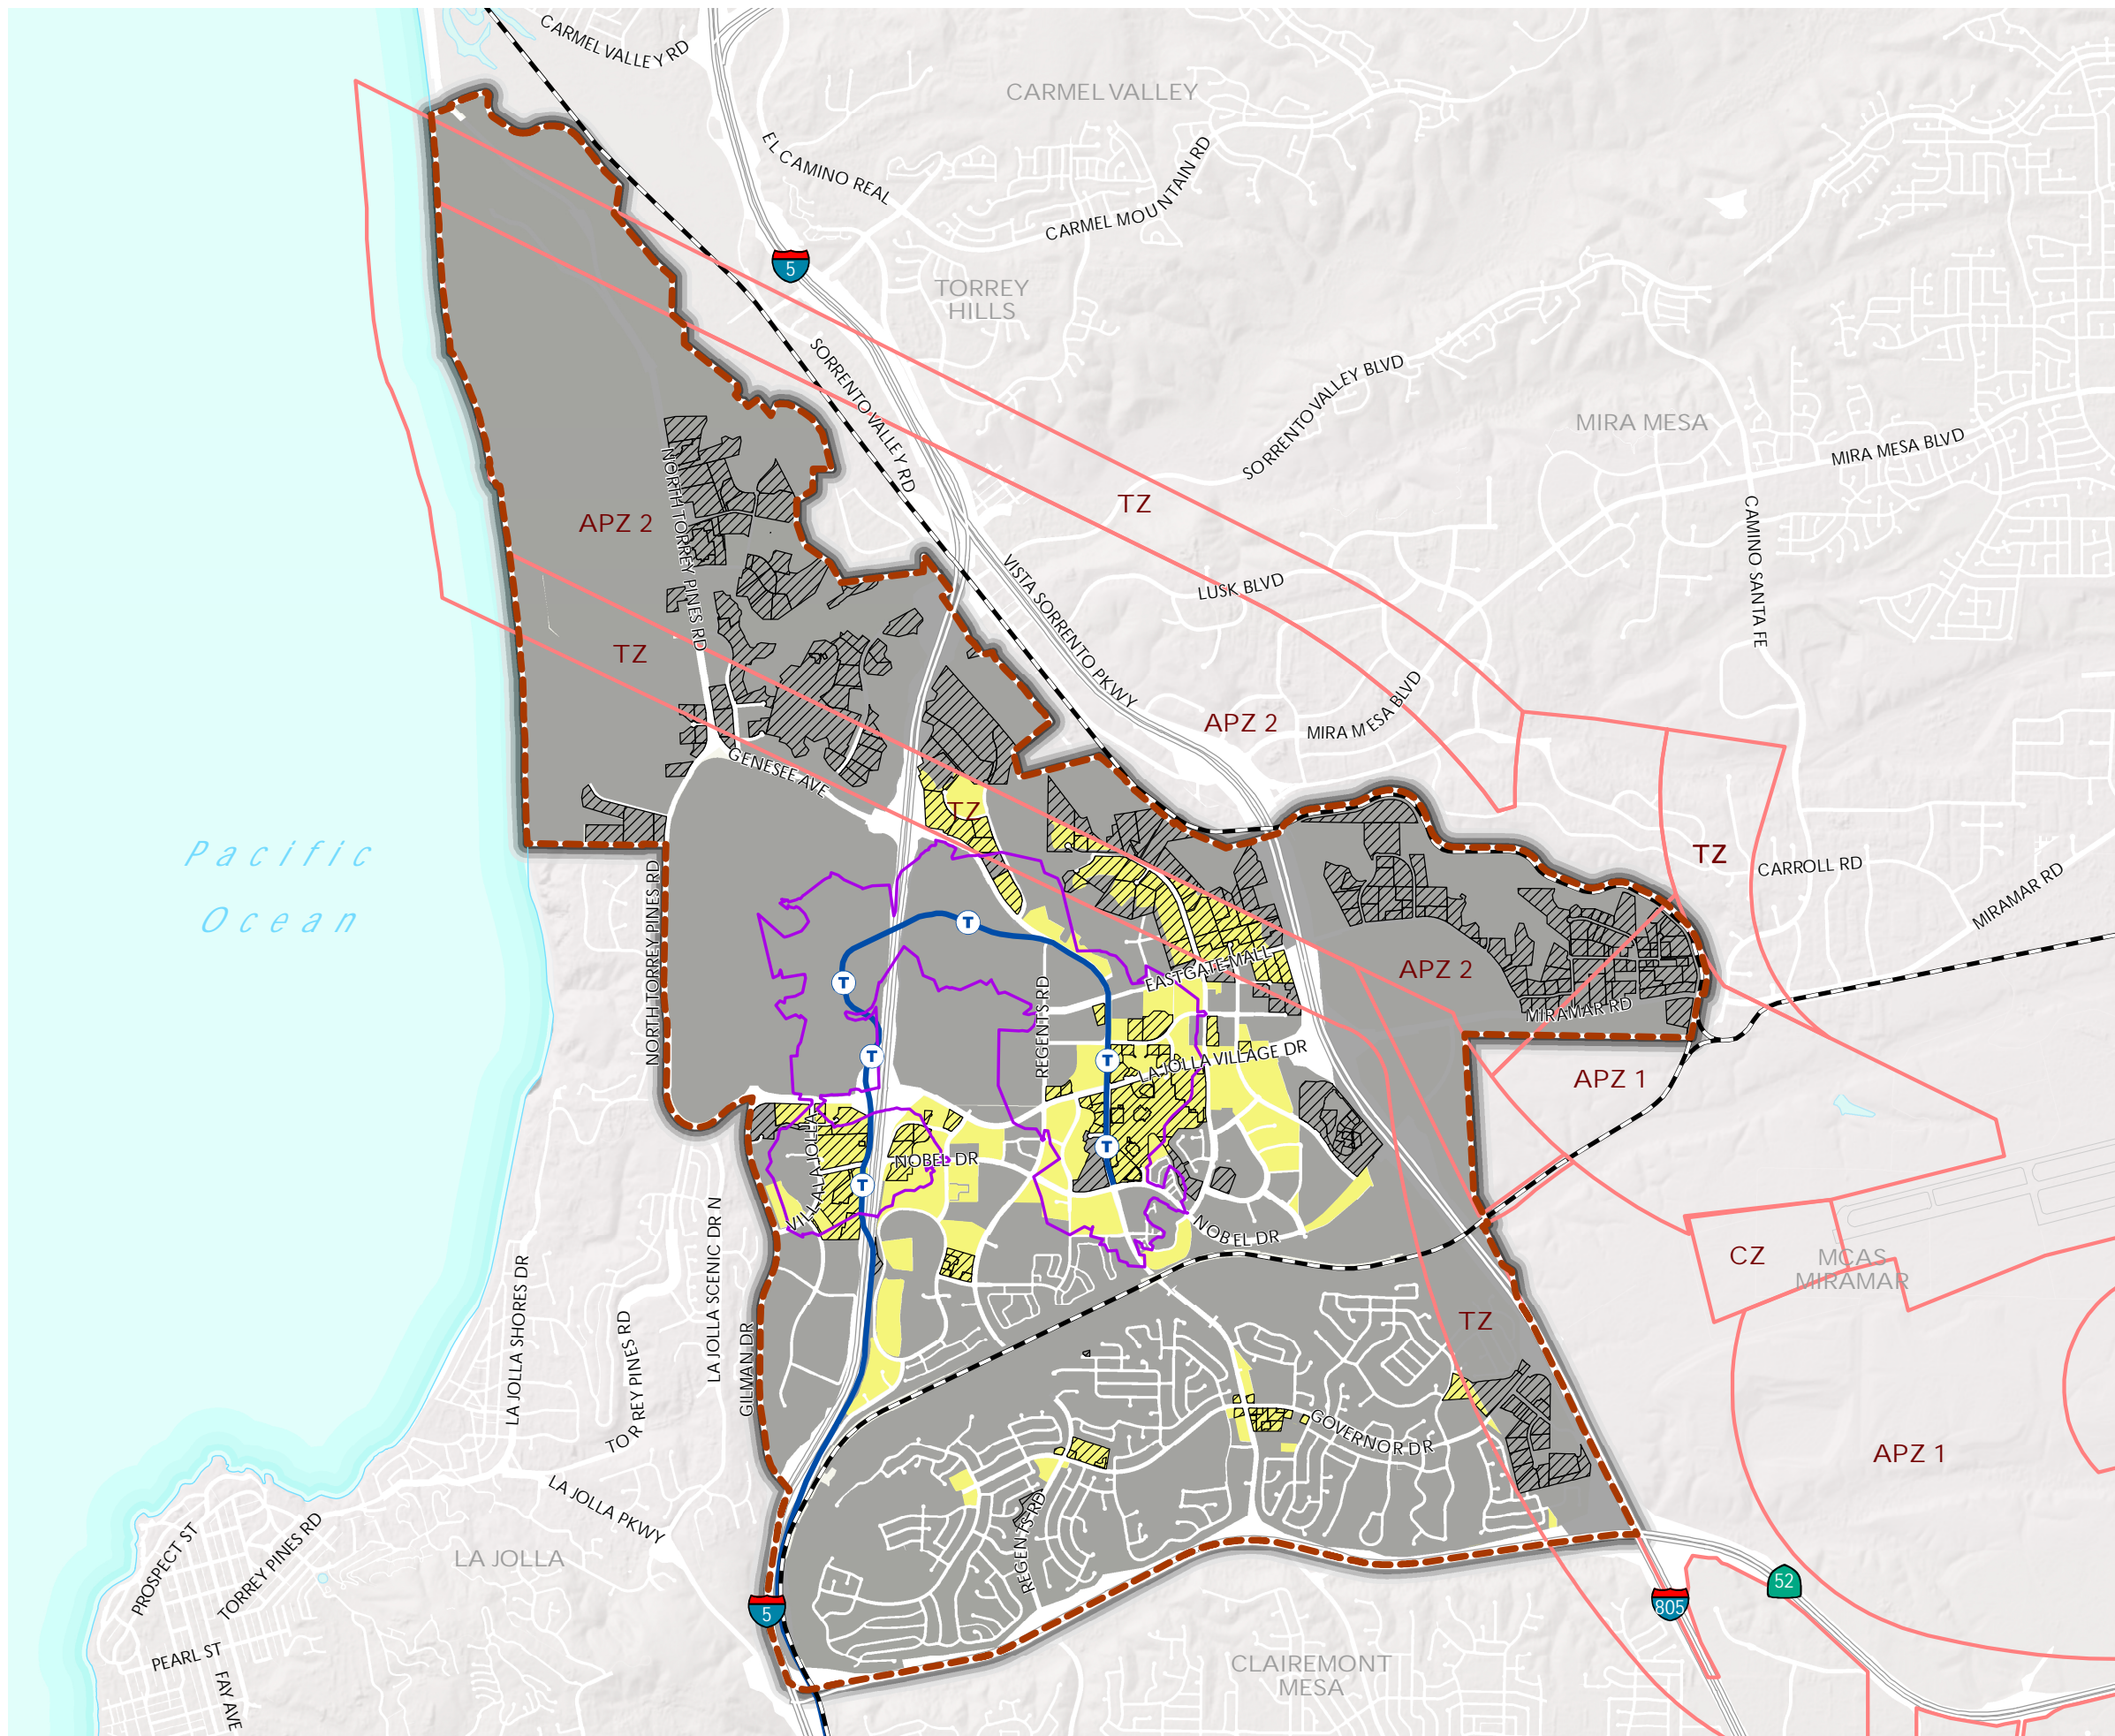 CARMEL VALLEY RD
CARMEL VALLEY
EL CAMINO REAL
CARMEL MOUNTAIN RD
5
TORREY
HILLS
SORRENTO VALLEY RD
SORRENTO VALLEY BLVD
MIRA MESA
MIRA MESA BLVD
TZ
APZ 2
NORTH TORREY PINES RD
CAMINO SANTA FE
VISTA SORRENTO PKWY
LUSK BLVD
TZ
APZ 2
MIRA MESA BLVD
GENESEE AVE
TZ
Pacific
Ocean
TZ
CARROLL RD
MIRAMAR RD
NORTH TORREY PINES RD
T
T
EASTGATE MALL
APZ 2
REGENTS RD
MIRAMAR RD
T
T
LA JOLLA VILLAGE DR
APZ 1
T
VILLA LA JOLLA
NOBEL DR
T
NOBEL DR
CZ
MCAS
MIRAMAR
LA JOLLA SHORES DR
TORREY PINES RD
LA JOLLA SCENIC DR N
GILMAN DR
TZ
GOVERNOR DR
APZ 1
LA JOLLA PKWY
REGENTS RD
PROSPECT ST
TORREY PINES RD
LA JOLLA
5
805
52
PEARL ST
FAY AVE
CLAIREMONT
MESA